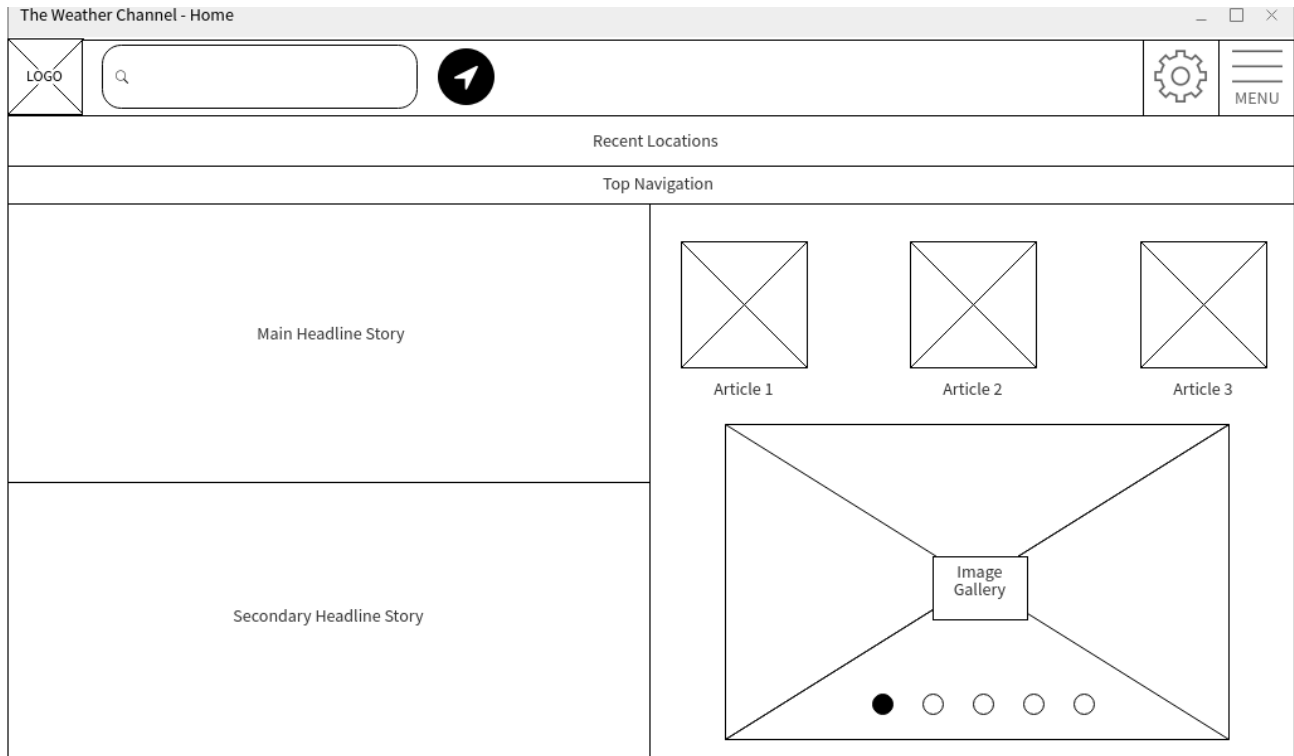 The Weather Channel - Home
LOGO
MENU
Recent Locations
Top Navigation
Main Headline Story
Article 1
Article 2
Article 3
Image
Gallery
Secondary Headline Story